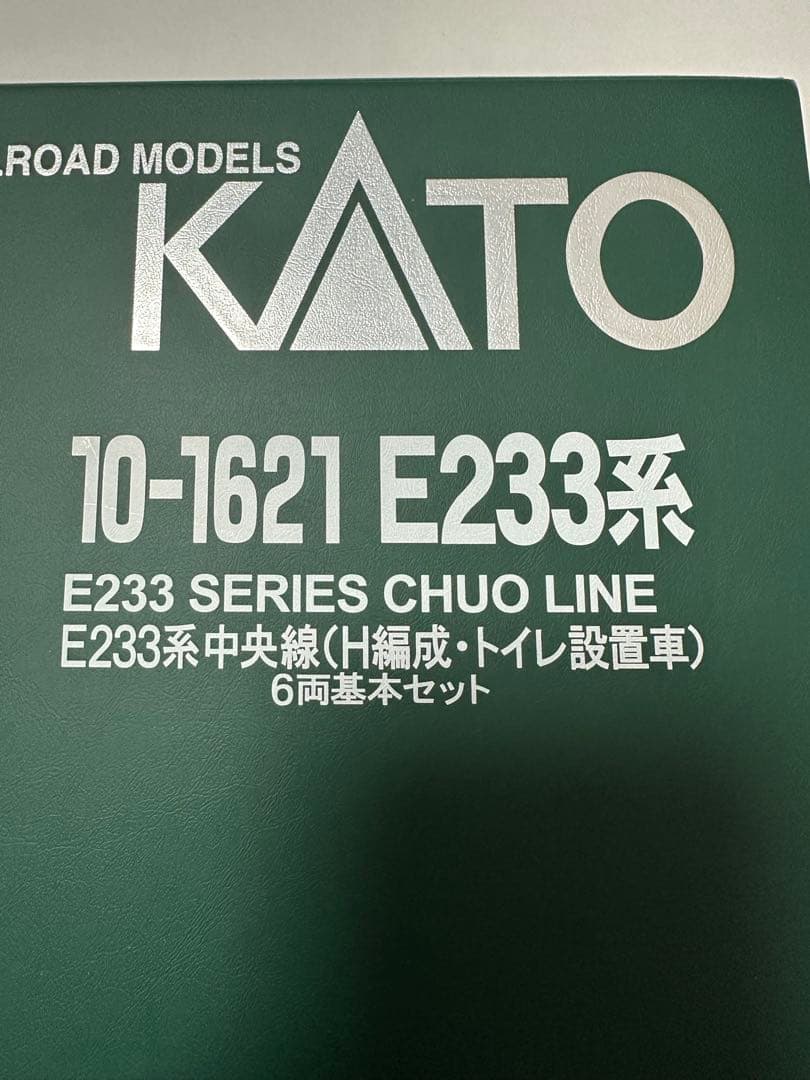 RAILROAD MODELS
KATO
10-1621 E233系
E233 SERIES CHUO LINE
E233系中央線(H編成・トイレ設置車)
6両基本セット